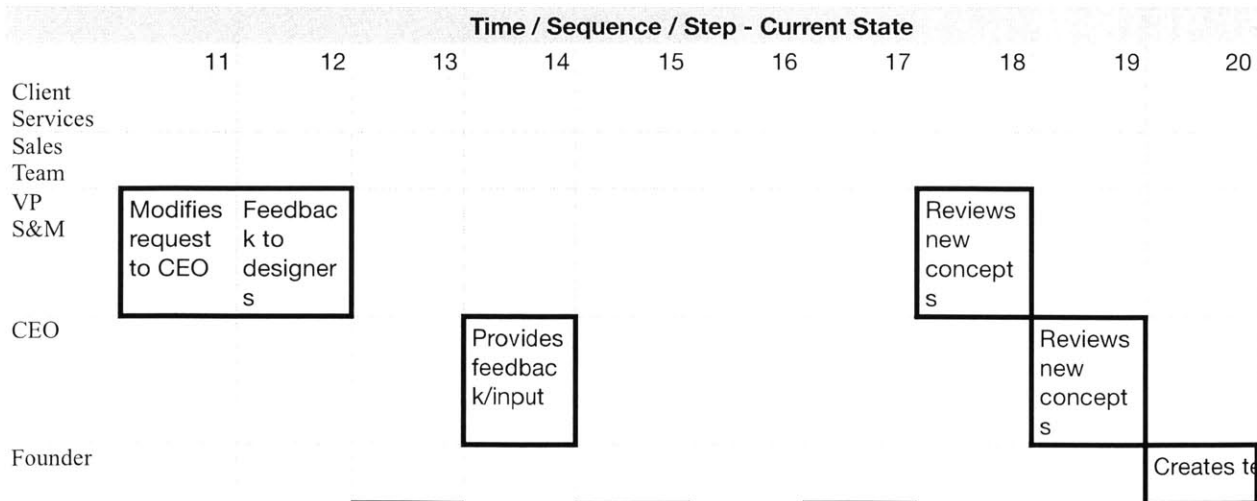 Time / Sequence / Step - Current State
11 12 13 14 15 16 17 18 19 20
Client
Services
Sales
Team
VP
S&M
Modifies
request
to CEO
Feedbac
k to
designer
s
Reviews
new
concept
s
CEO
Provides
feedbac
k/input
Reviews
new
concept
s
Founder
Creates te